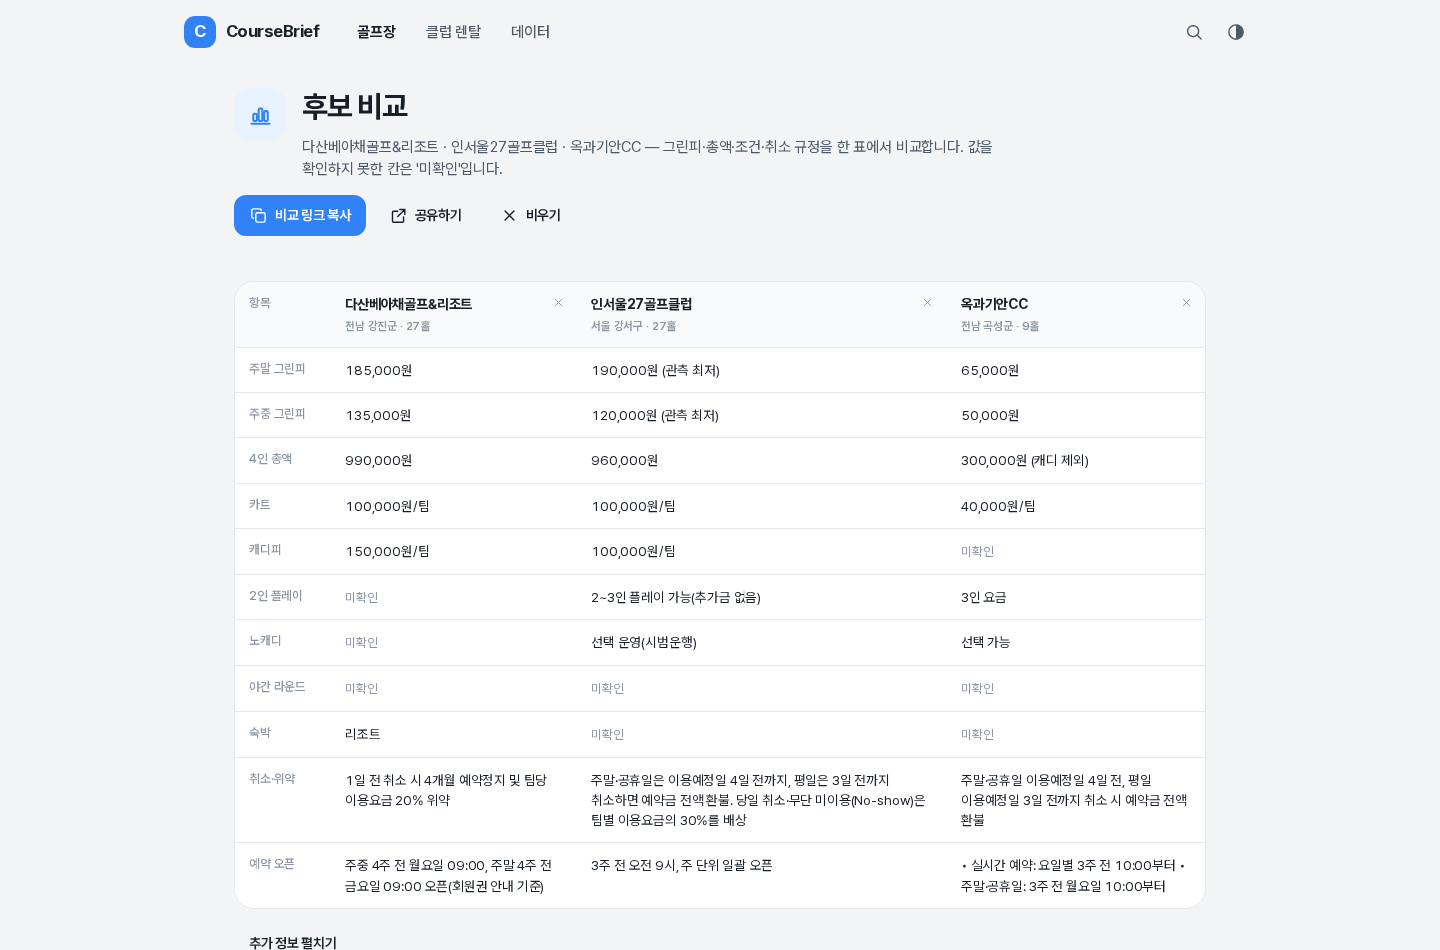 C CourseBrief 골프장 클럽 렌탈 데이터
후보 비교
다산베아채골프&리조트 · 인서울27골프클럽 · 옥과기안CC — 그린피·총액·조건·취소 규정을 한 표에서 비교합니다. 값을
확인하지 못한 칸은 '미확인'입니다.
비교 링크 복사 공유하기 비우기
항목 다산베아채골프&리조트 인서울27골프클럽 옥과기안CC
전남 강진군 · 27홀 서울 강서구 · 27홀 전남 곡성군 · 9홀
주말 그린피 185,000원 190,000원 (관측 최저) 65,000원
주중 그린피 135,000원 120,000원 (관측 최저) 50,000원
4인 총액 990,000원 960,000원 300,000원 (캐디 제외)
카트 100,000원/팀 100,000원/팀 40,000원/팀
캐디피 150,000원/팀 100,000원/팀 미확인
2인 플레이 미확인 2~3인 플레이 가능(추가금 없음) 3인 요금
노캐디 미확인 선택 운영(시범운행) 선택 가능
야간 라운드 미확인 미확인 미확인
숙박 리조트 미확인 미확인
취소·위약 1일 전 취소 시 4개월 예약정지 및 팀당 주말·공휴일은 이용예정일 4일 전까지, 평일은 3일 전까지 주말·공휴일 이용예정일 4일 전, 평일
이용요금 20% 위약 취소하면 예약금 전액 환불. 당일 취소·무단 미이용(No-show)은 이용예정일 3일 전까지 취소 시 예약금 전액
팀별 이용요금의 30%를 배상 환불
예약 오픈 주중 4주 전 월요일 09:00, 주말 4주 전 3주 전 오전 9시, 주 단위 일괄 오픈 • 실시간 예약: 요일별 3주 전 10:00부터 •
금요일 09:00 오픈(회원권 안내 기준) 주말·공휴일: 3주 전 월요일 10:00부터
추가 정보 펼치기